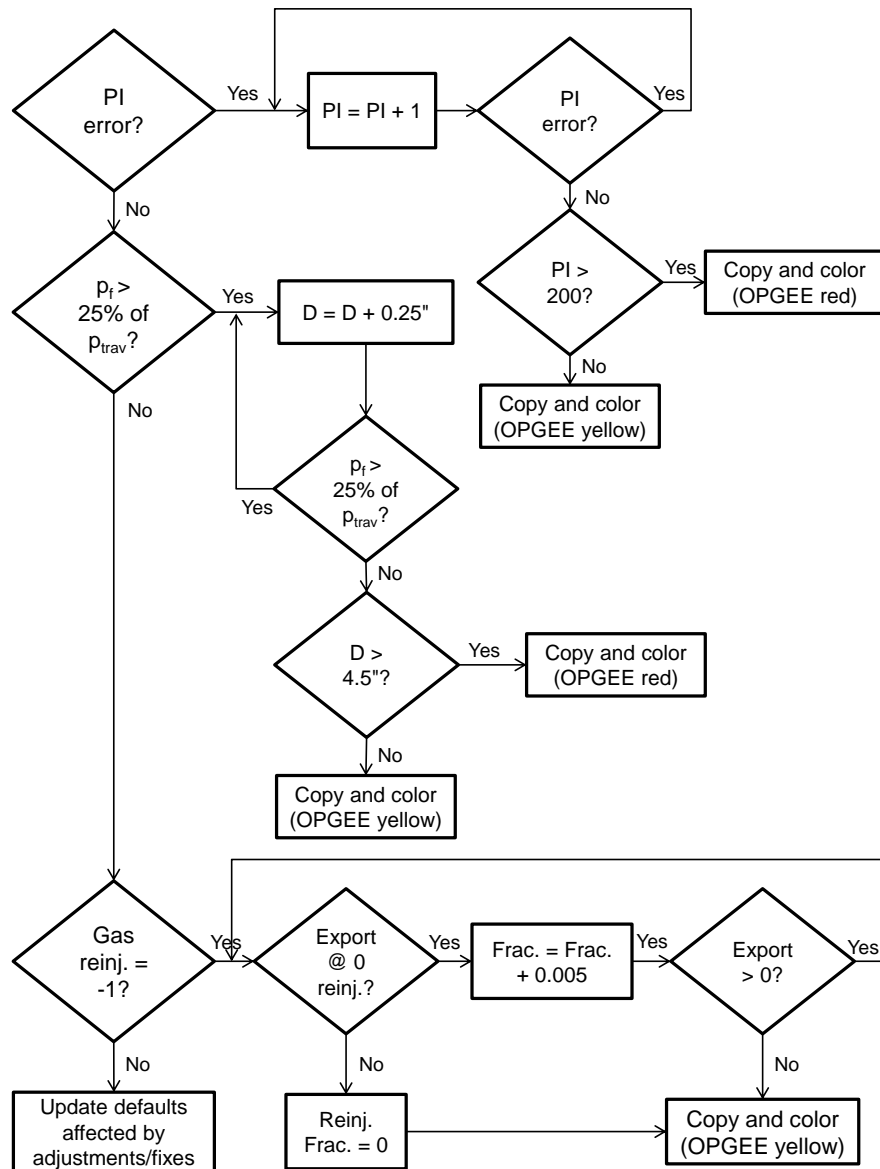 PI
error?
Yes
PI = PI + 1
PI
error?
Yes
No
No
p_f >
25% of
p_trav?
Yes
D = D + 0.25"
PI >
200?
Yes
Copy and color
(OPGEE red)
No
No
Copy and color
(OPGEE yellow)
p_f >
25% of
p_trav?
Yes
No
D >
4.5"?
Yes
Copy and color
(OPGEE red)
No
Copy and color
(OPGEE yellow)
Gas
reinj. =
-1?
Yes
Export
@ 0
reinj.?
Yes
Frac. = Frac.
+ 0.005
Yes
Export
> 0?
Yes
No
No
No
Update defaults
affected by
adjustments/fixes
Reinj.
Frac. = 0
Copy and color
(OPGEE yellow)